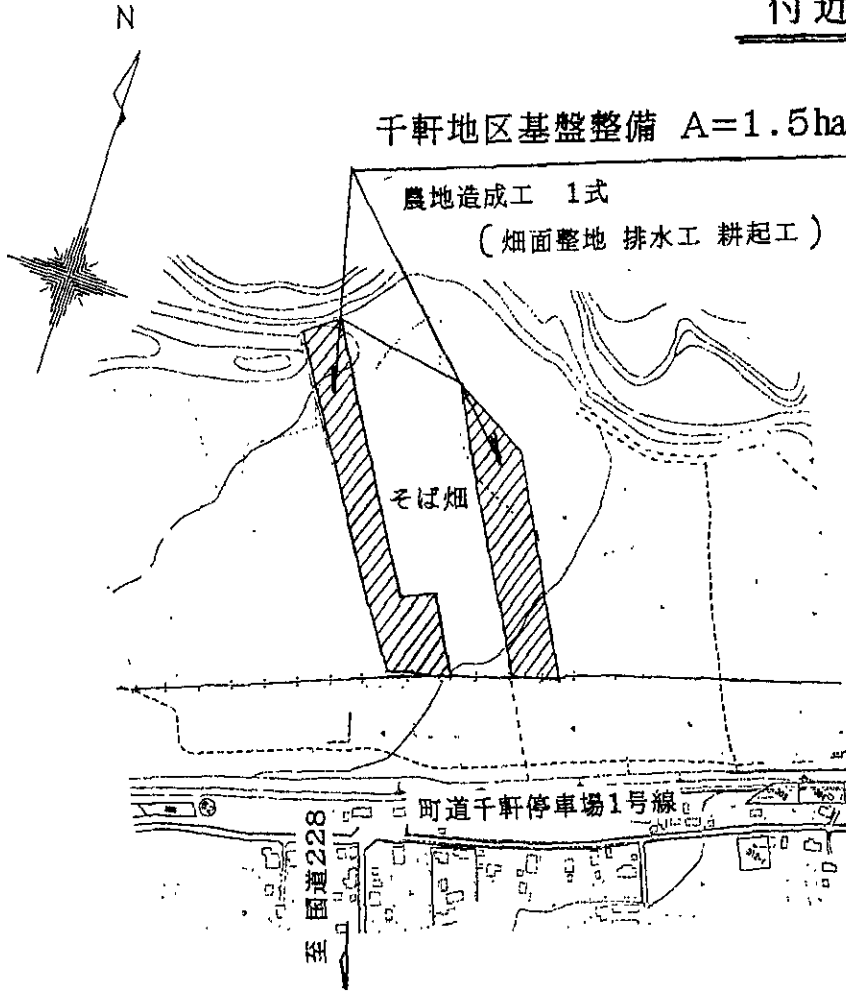 N
付近
千軒地区基盤整備 A=1.5ha
農地造成工 1式
(畑面整地 排水工 耕起工)
そば畑
町道千軒停車場1号線
至 国道228